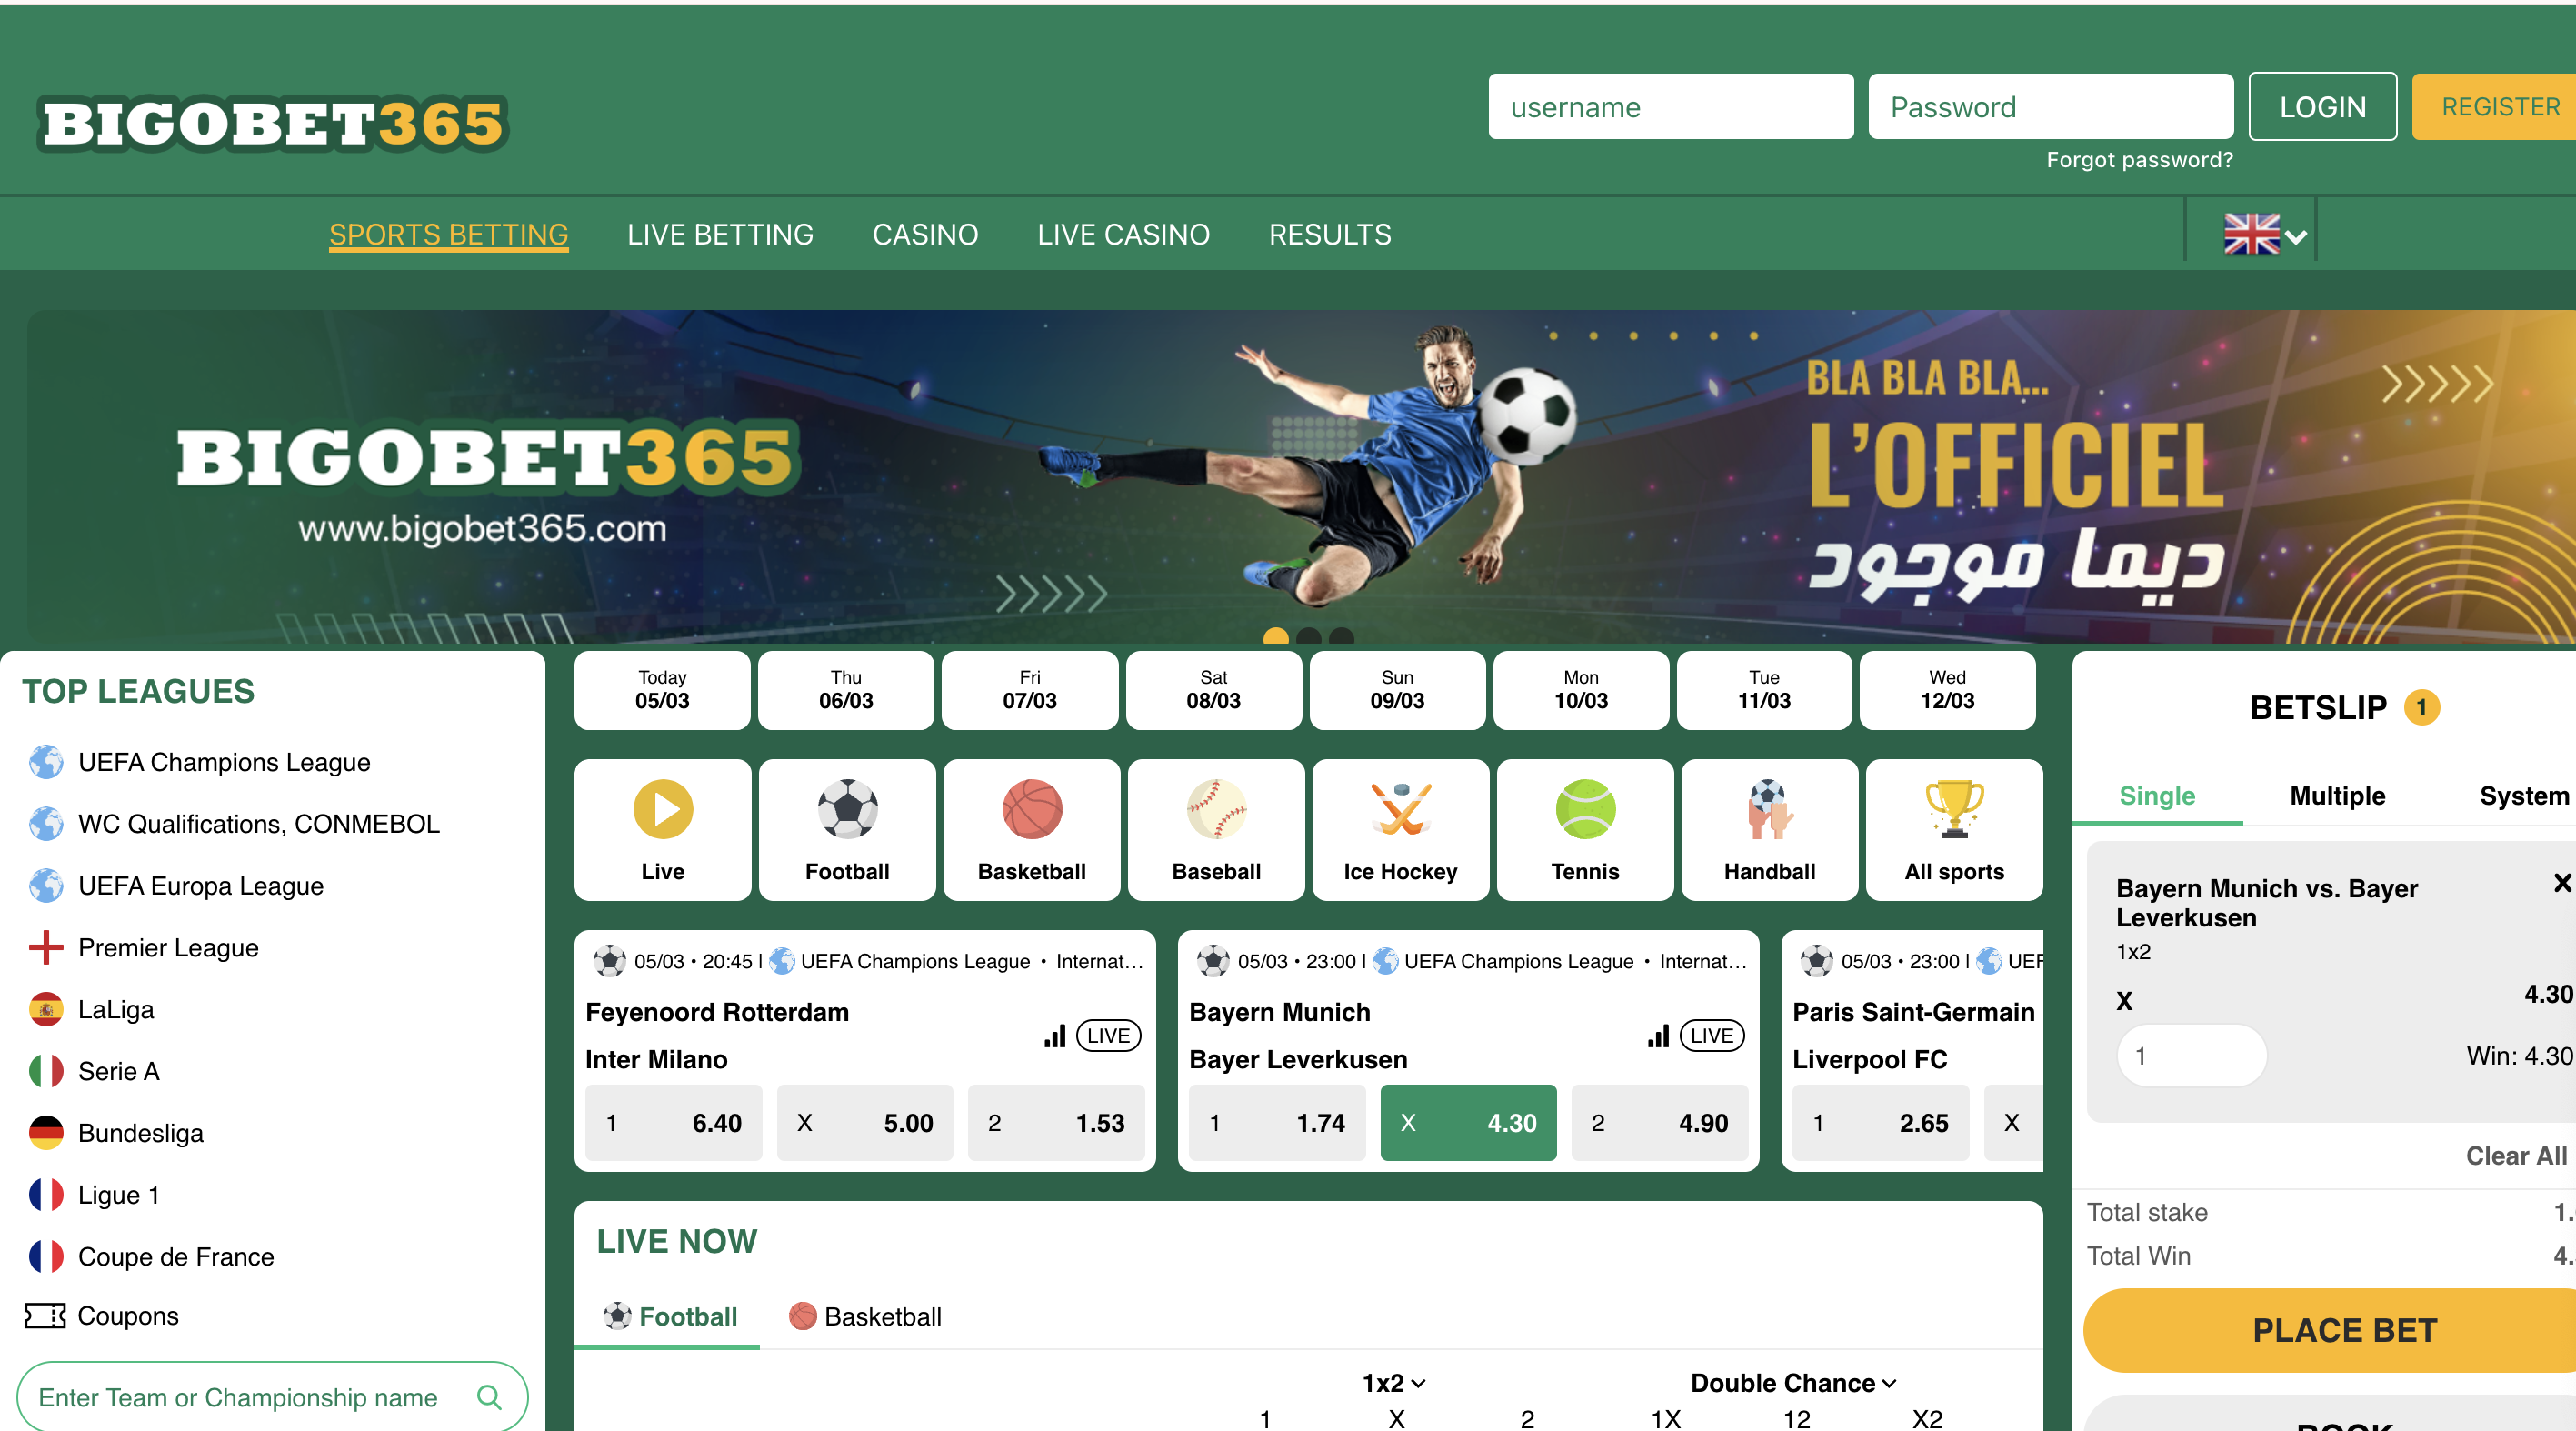 BIGOBET365
username
Password
LOGIN
REGISTER
Forgot password?
SPORTS BETTING
LIVE BETTING
CASINO
LIVE CASINO
RESULTS
BIGOBET365
www.bigobet365.com
BLA BLA BLA...
L'OFFICIEL
ديما موجود
TOP LEAGUES
UEFA Champions League
WC Qualifications, CONMEBOL
UEFA Europa League
Premier League
LaLiga
Serie A
Bundesliga
Ligue 1
Coupe de France
Coupons
Enter Team or Championship name
Today
05/03
Thu
06/03
Fri
07/03
Sat
08/03
Sun
09/03
Mon
10/03
Tue
11/03
Wed
12/03
Live
Football
Basketball
Baseball
Ice Hockey
Tennis
Handball
All sports
05/03 • 20:45 | UEFA Champions League • Internat...
Feyenoord Rotterdam
LIVE
Inter Milano
1 6.40 X 5.00 2 1.53
05/03 • 23:00 | UEFA Champions League • Internat...
Bayern Munich
LIVE
Bayer Leverkusen
1 1.74 X 4.30 2 4.90
05/03 • 23:00 |
Paris Saint-Germain
Liverpool FC
1 2.65 X
LIVE NOW
Football
Basketball
1x2
Double Chance
1 X 2 1X 12 X2
BETSLIP 1
Single
Multiple
System
Bayern Munich vs. Bayer
Leverkusen
X
1x2
X
4.30
1
Win: 4.30
Clear All
Total stake 1.
Total Win 4.
PLACE BET